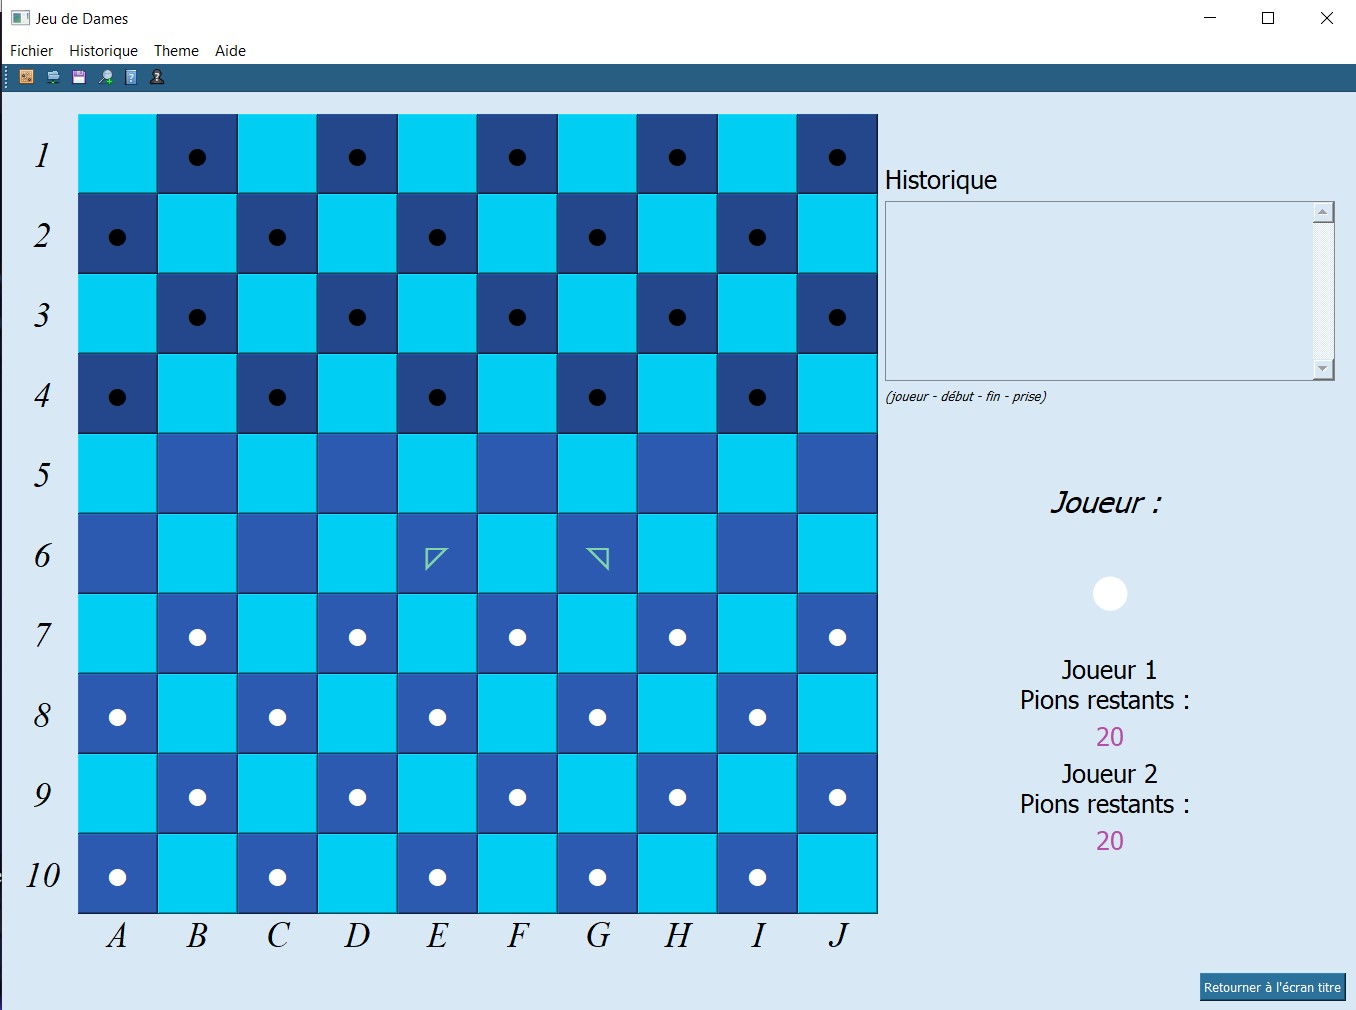 Jeu de Dames
Fichier Historique Theme Aide
1
2
3
4
5
6
7
8
9
10
A B C D E F G H I J
Historique
(joueur - début - fin - prise)
Joueur :
Joueur 1
Pions restants :
20
Joueur 2
Pions restants :
20
Retourner à l'écran titre